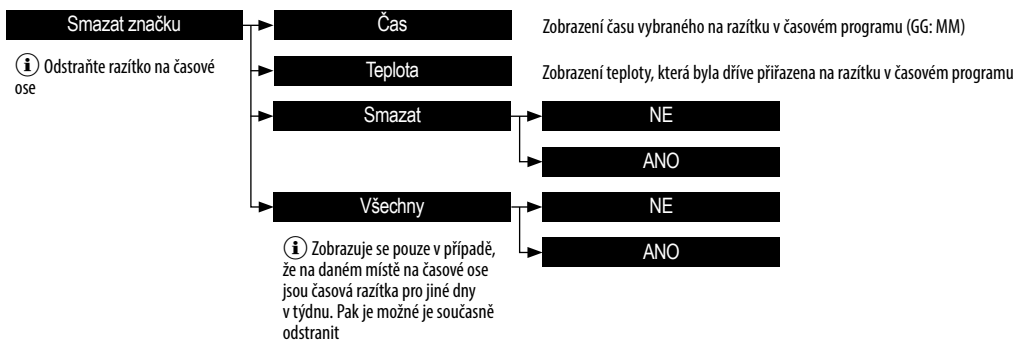 Smazat značku
Čas
Zobrazení času vybraného na razítku v časovém programu (GG: MM)
i Odstraňte razítko na časové
ose
Teplota
Zobrazení teploty, která byla dříve přiřazena na razítku v časovém programu
Smazat
NE
ANO
Všechny
NE
ANO
i Zobrazuje se pouze v případě,
že na daném místě na časové ose
jsou časová razítka pro jiné dny
v týdnu. Pak je možné je současně
odstranit